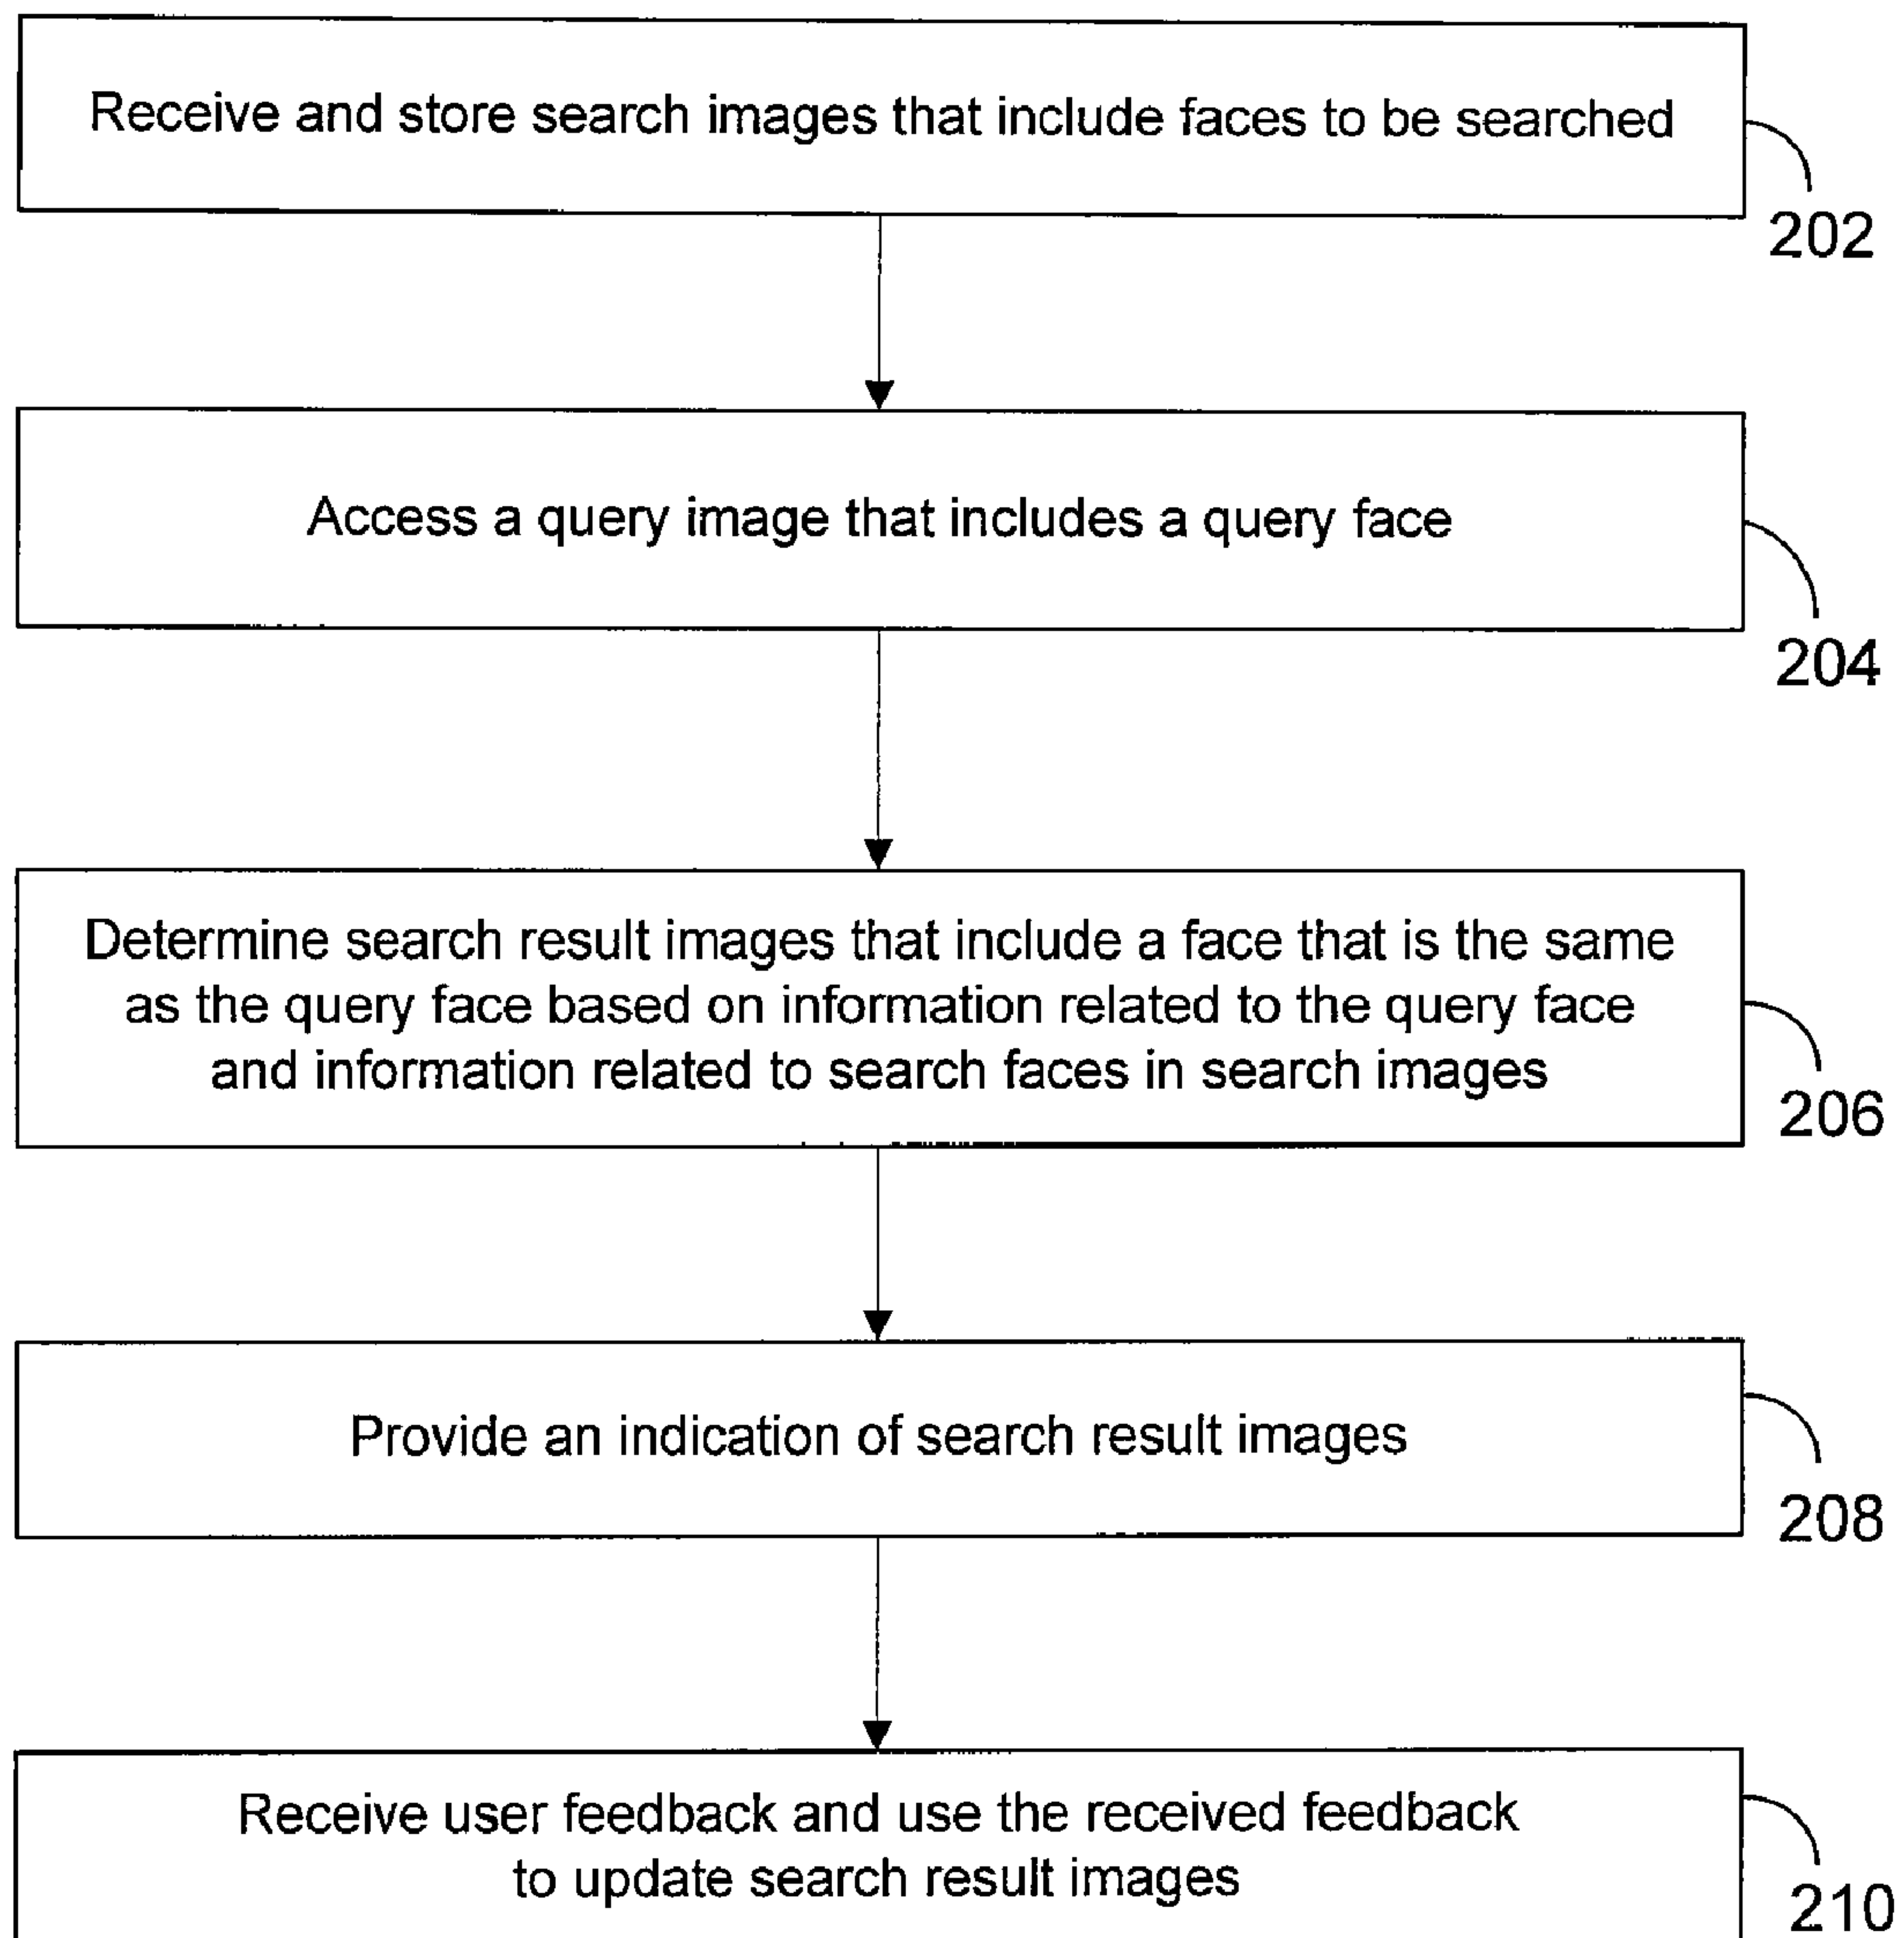 Receive and store search images that include faces to be searched
202
Access a query image that includes a query face
204
Determine search result images that include a face that is the same
as the query face based on information related to the query face
and information related to search faces in search images
206
Provide an indication of search result images
208
Receive user feedback and use the received feedback
to update search result images
210